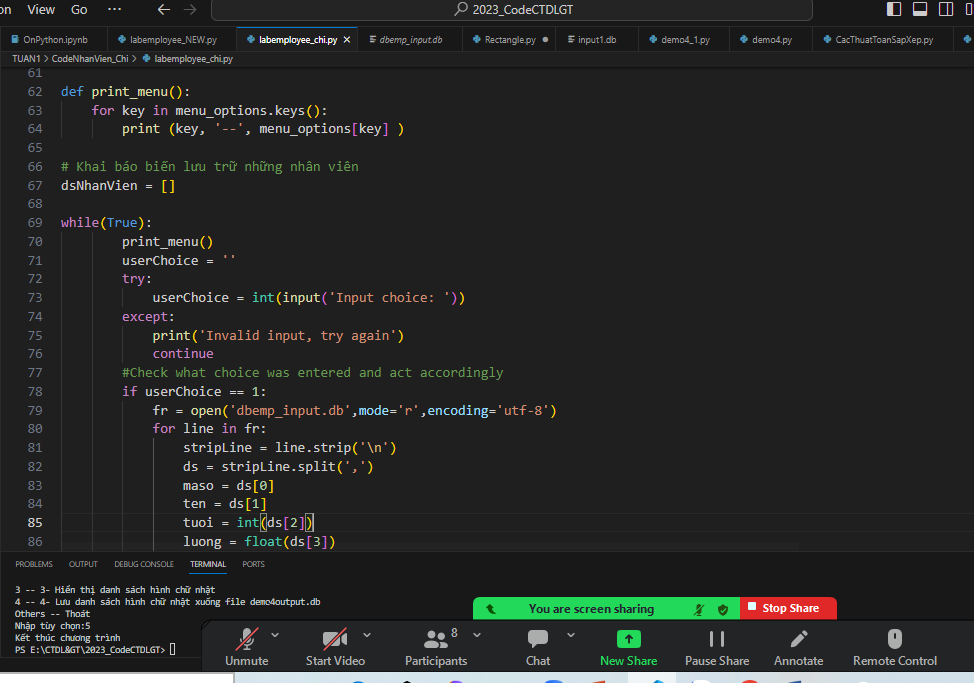 on View Go ··· 2023_CodeCTDLGT
OnPython.ipynb labemployee_NEW.py labemployee_chi.py dbemp_input.db Rectangle.py input1.db demo4_1.py demo4.py CacThuatToanSapXep.py
TUAN1 > CodeNhanVien_Chi > labemployee_chi.py
61
62 def print_menu():
63 for key in menu_options.keys():
64 print (key, '--', menu_options[key] )
65
66 # Khai báo biến lưu trữ những nhân viên
67 dsNhanVien = []
68
69 while(True):
70 print_menu()
71 userChoice = ''
72 try:
73 userChoice = int(input('Input choice: '))
74 except:
75 print('Invalid input, try again')
76 continue
77 #Check what choice was entered and act accordingly
78 if userChoice == 1:
79 fr = open('dbemp_input.db',mode='r',encoding='utf-8')
80 for line in fr:
81 stripLine = line.strip('\n')
82 ds = stripLine.split(',')
83 maso = ds[0]
84 ten = ds[1]
85 tuoi = int(ds[2])
86 luong = float(ds[3])
PROBLEMS OUTPUT DEBUG CONSOLE TERMINAL PORTS
3 -- 3- Hiển thị danh sách hình chữ nhật
4 -- 4- Lưu danh sách hình chữ nhật xuống file demo4output.db
Others -- Thoát
Nhập tùy chọn:5
Kết thúc chương trình
PS E:\CTDL&GT\2023_CodeCTDLGT>
You are screen sharing Stop Share
8
Unmute Start Video Participants Chat New Share Pause Share Annotate Remote Control